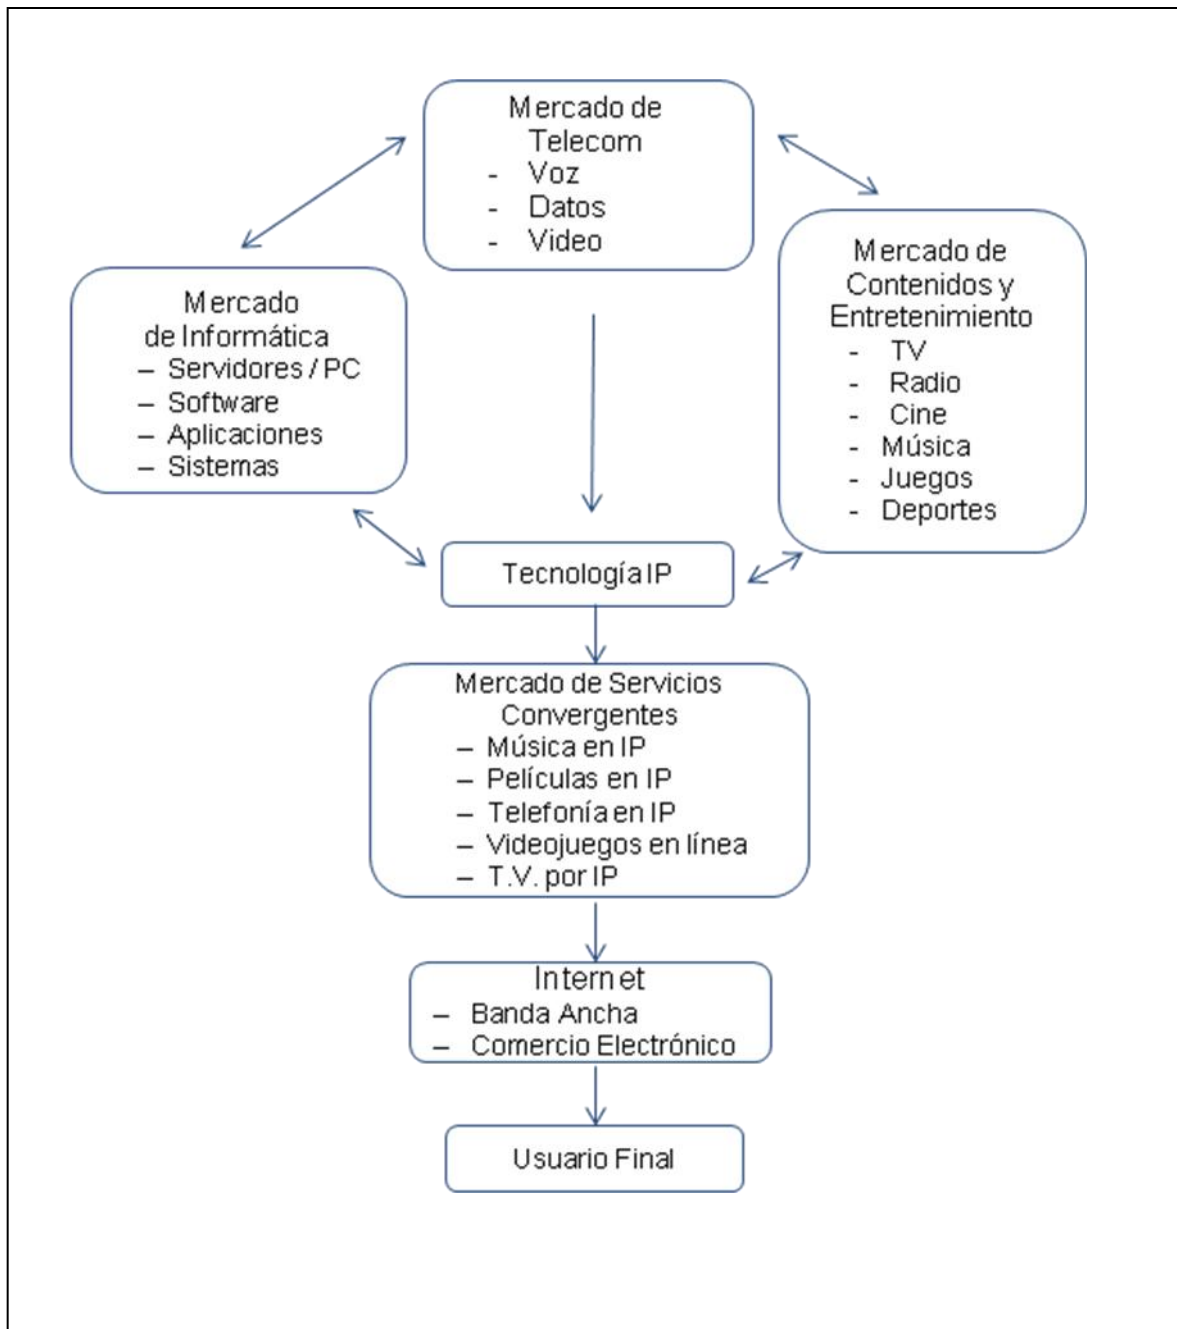 Mercado de
Telecom
- Voz
- Datos
- Video
Mercado
de Informática
– Servidores / PC
– Software
– Aplicaciones
– Sistemas
Mercado de
Contenidos y
Entretenimiento
- TV
- Radio
- Cine
- Música
- Juegos
- Deportes
Tecnología IP
Mercado de Servicios
Convergentes
– Música en IP
– Películas en IP
– Telefonía en IP
– Videojuegos en línea
– T.V. por IP
Internet
– Banda Ancha
– Comercio Electrónico
Usuario Final